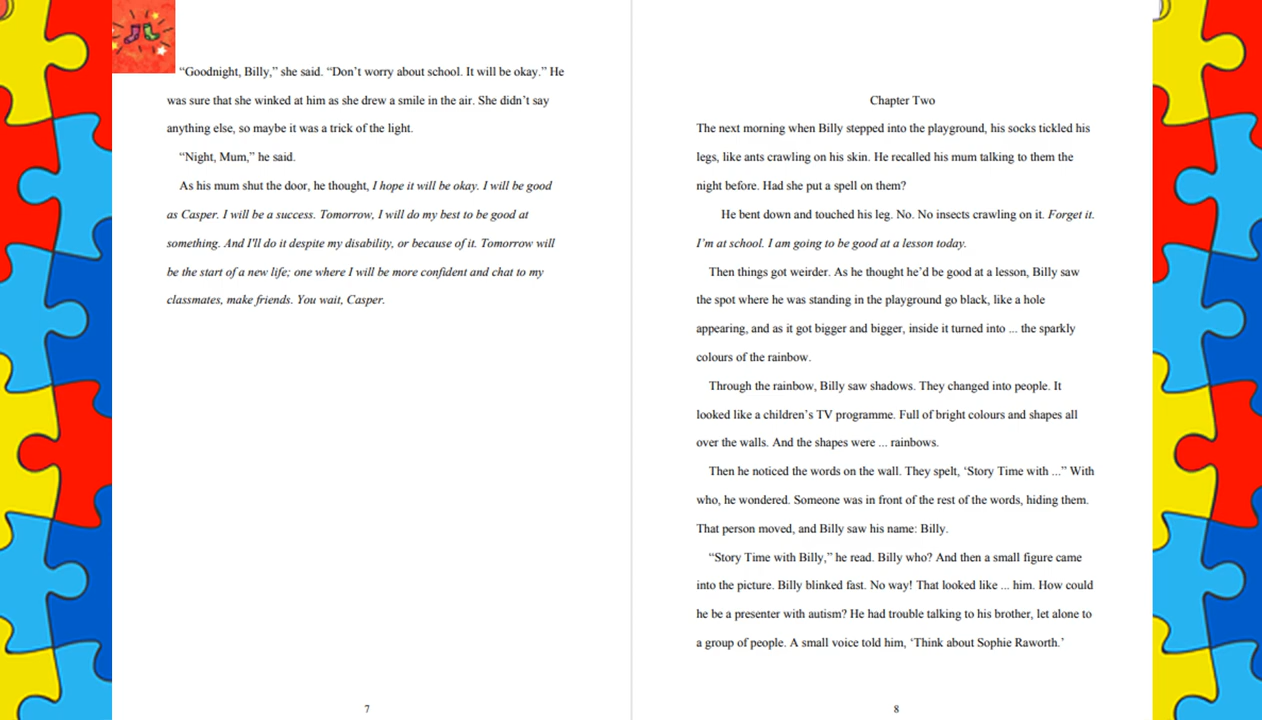 “Goodnight, Billy,” she said. “Don’t worry about school. It will be okay.” He
was sure that she winked at him as she drew a smile in the air. She didn’t say
anything else, so maybe it was a trick of the light.
“Night, Mum,” he said.
As his mum shut the door, he thought, I hope it will be okay. I will be good
as Casper. I will be a success. Tomorrow, I will do my best to be good at
something. And I'll do it despite my disability, or because of it. Tomorrow will
be the start of a new life; one where I will be more confident and chat to my
classmates, make friends. You wait, Casper.
7
Chapter Two
The next morning when Billy stepped into the playground, his socks tickled his
legs, like ants crawling on his skin. He recalled his mum talking to them the
night before. Had she put a spell on them?
He bent down and touched his leg. No. No insects crawling on it. Forget it.
I’m at school. I am going to be good at a lesson today.
Then things got weirder. As he thought he’d be good at a lesson, Billy saw
the spot where he was standing in the playground go black, like a hole
appearing, and as it got bigger and bigger, inside it turned into ... the sparkly
colours of the rainbow.
Through the rainbow, Billy saw shadows. They changed into people. It
looked like a children’s TV programme. Full of bright colours and shapes all
over the walls. And the shapes were ... rainbows.
Then he noticed the words on the wall. They spelt, ‘Story Time with ...” With
who, he wondered. Someone was in front of the rest of the words, hiding them.
That person moved, and Billy saw his name: Billy.
“Story Time with Billy,” he read. Billy who? And then a small figure came
into the picture. Billy blinked fast. No way! That looked like ... him. How could
he be a presenter with autism? He had trouble talking to his brother, let alone to
a group of people. A small voice told him, ‘Think about Sophie Raworth.’
8